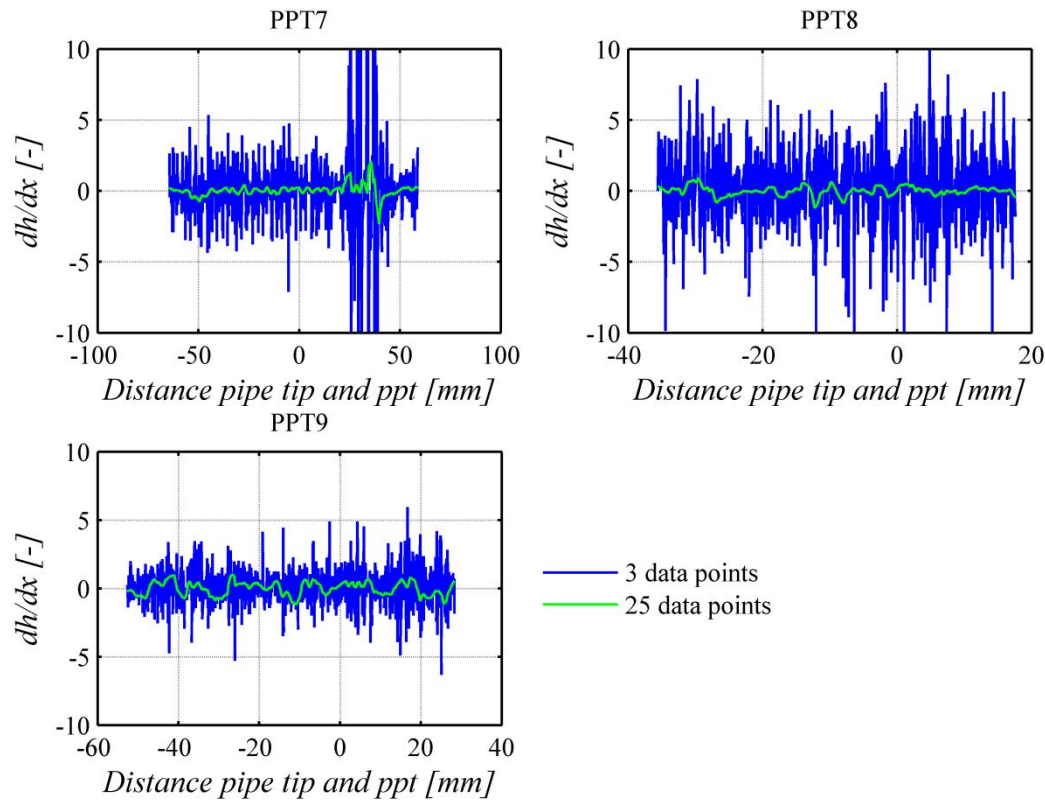 PPT7
10
5
0
-5
-10
dh/dx [-]
-100 -50 0 50 100
Distance pipe tip and ppt [mm]
PPT8
10
5
0
-5
-10
dh/dx [-]
-40 -20 0 20
Distance pipe tip and ppt [mm]
PPT9
10
5
0
-5
-10
dh/dx [-]
-60 -40 -20 0 20 40
Distance pipe tip and ppt [mm]
3 data points
25 data points